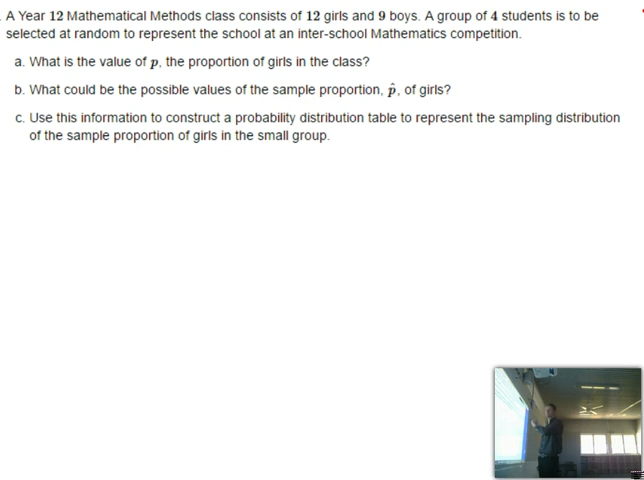 A Year 12 Mathematical Methods class consists of 12 girls and 9 boys. A group of 4 students is to be
selected at random to represent the school at an inter-school Mathematics competition.
a. What is the value of p, the proportion of girls in the class?
b. What could be the possible values of the sample proportion, p̂, of girls?
c. Use this information to construct a probability distribution table to represent the sampling distribution
of the sample proportion of girls in the small group.